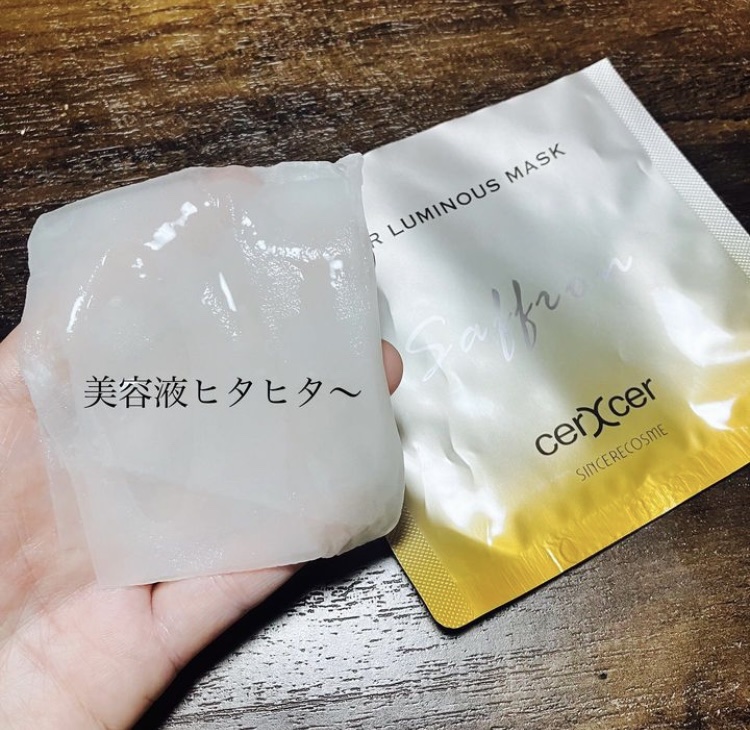 R LUMINOUS MASK
Saffron
美容液ヒタヒタ〜
cerXcer
SINCERECOSME